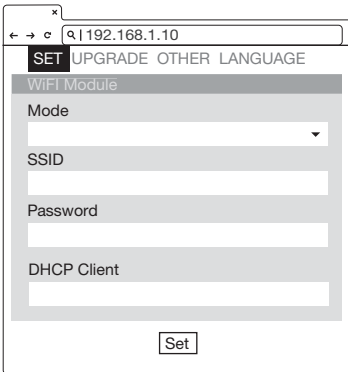 192.168.1.10
SET UPGRADE OTHER LANGUAGE
WiFI Module
Mode
SSID
Password
DHCP Client
Set